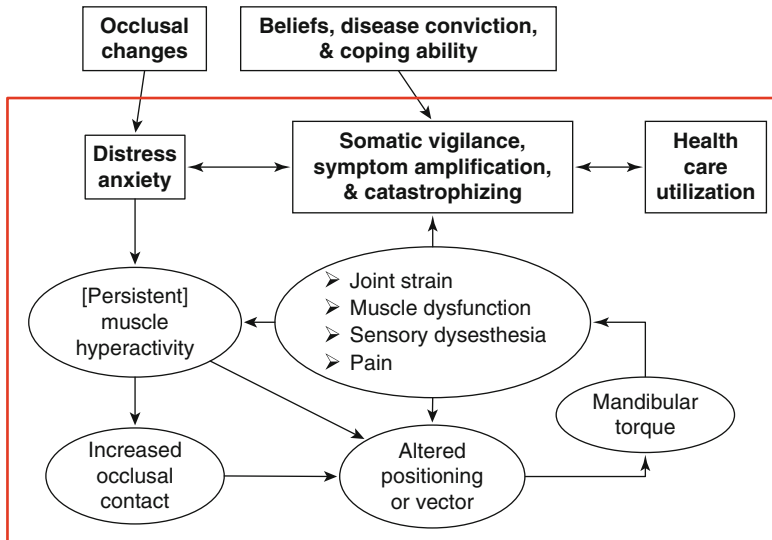 Occlusal
changes
Beliefs, disease conviction,
& coping ability
Distress
anxiety
Somatic vigilance,
symptom amplification,
& catastrophizing
Health
care
utilization
[Persistent]
muscle
hyperactivity
➢ Joint strain
➢ Muscle dysfunction
➢ Sensory dysesthesia
➢ Pain
Mandibular
torque
Increased
occlusal
contact
Altered
positioning
or vector